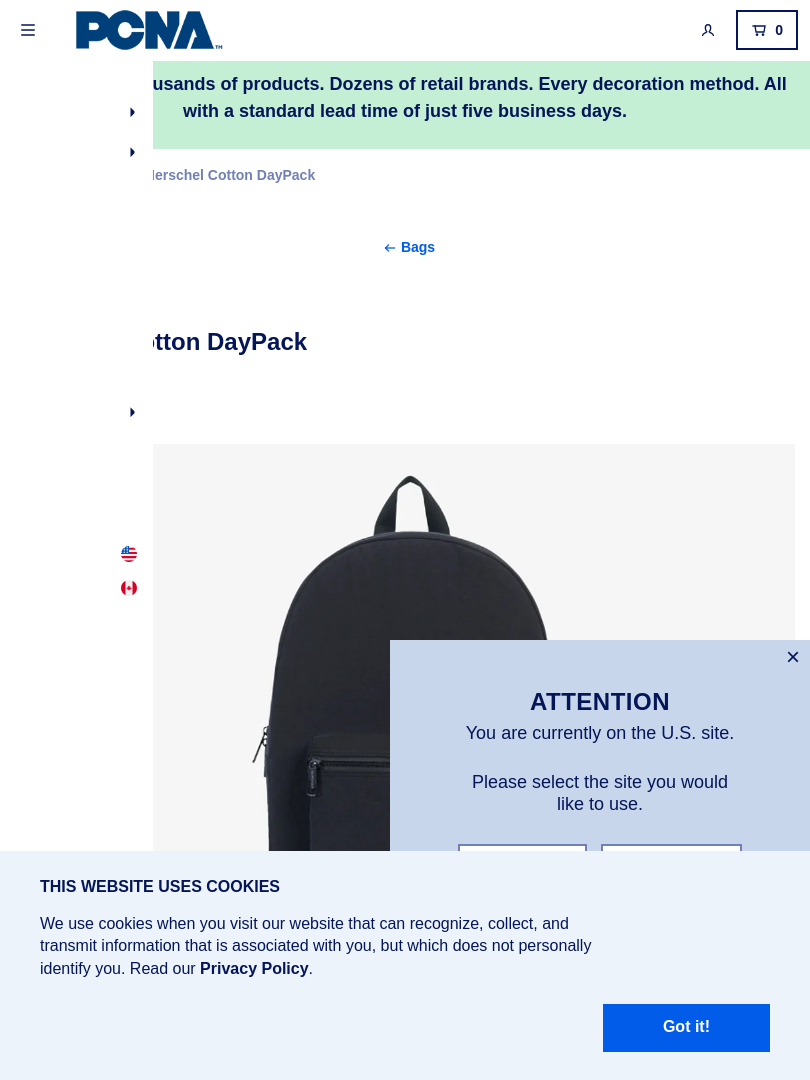 PCNA™
0
usands of products. Dozens of retail brands. Every decoration method. All
with a standard lead time of just five business days.
erschel Cotton DayPack
← Bags
tton DayPack
ATTENTION
You are currently on the U.S. site.
Please select the site you would
like to use.
THIS WEBSITE USES COOKIES
We use cookies when you visit our website that can recognize, collect, and
transmit information that is associated with you, but which does not personally
identify you. Read our Privacy Policy.
Got it!